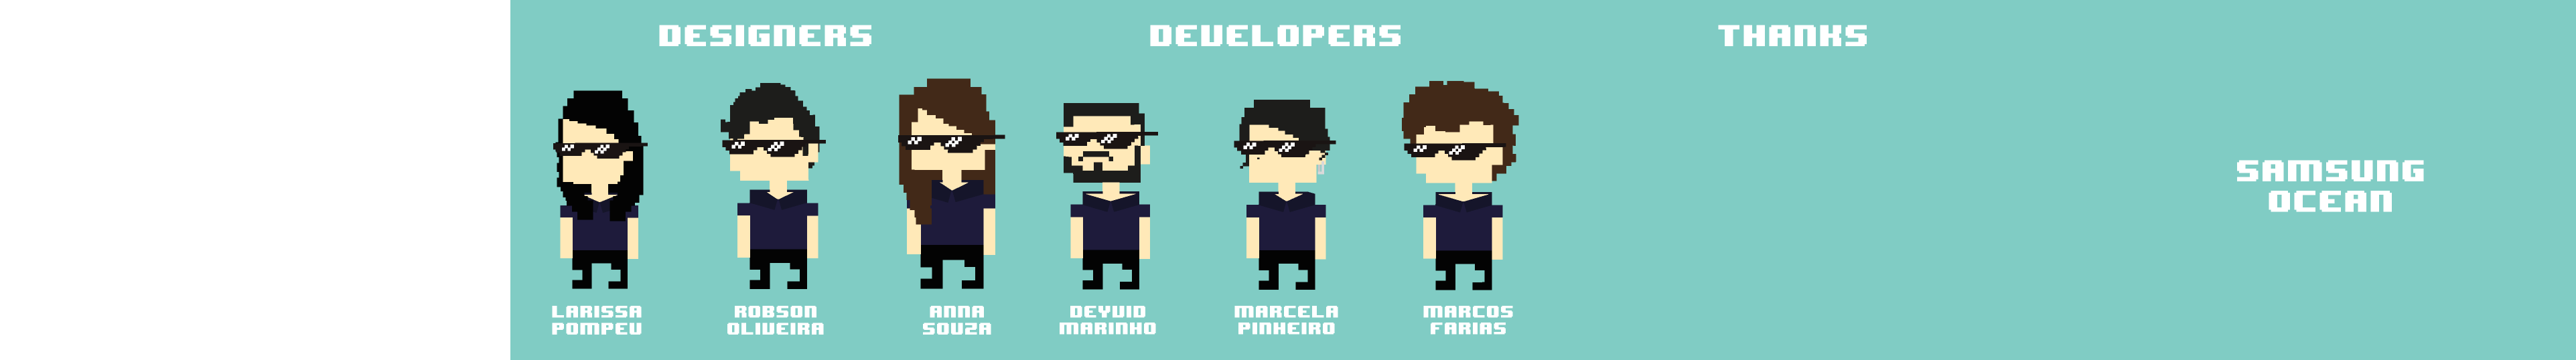 DESIGNERS
DEVELOPERS
THANKS
SAMSUNG
OCEAN
LARISSA
POMPEU
ROBSON
OLIVEIRA
ANNA
SOUZA
DEYVID
MARINHO
MARCELA
PINHEIRO
MARCOS
FARIAS